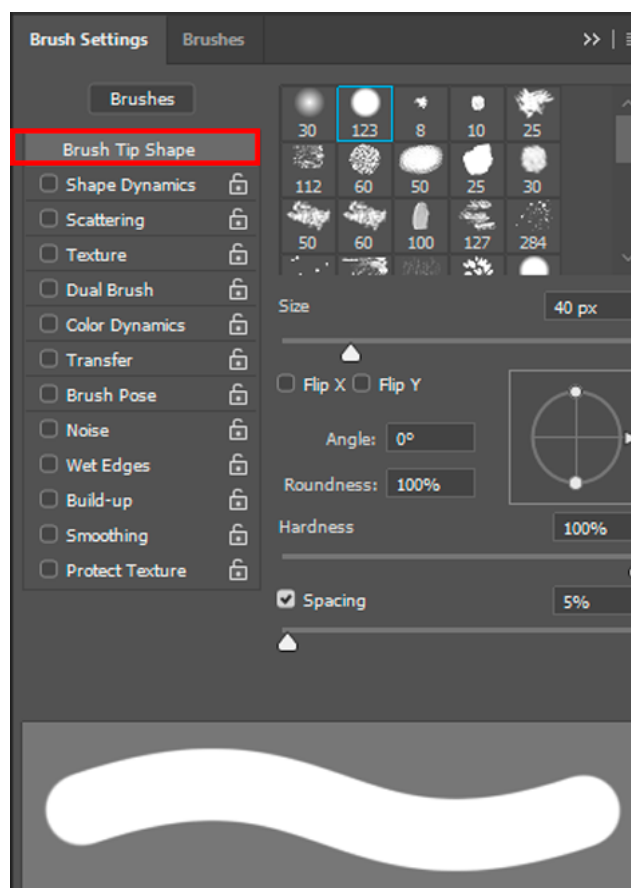 Brush Settings Brushes
Brushes
Brush Tip Shape
Shape Dynamics
Scattering
Texture
Dual Brush
Color Dynamics
Transfer
Brush Pose
Noise
Wet Edges
Build-up
Smoothing
Protect Texture
30 123 8 10 25
112 60 50 25 30
50 60 100 127 284
Size 40 px
Flip X Flip Y
Angle: 0º
Roundness: 100%
Hardness 100%
Spacing 5%